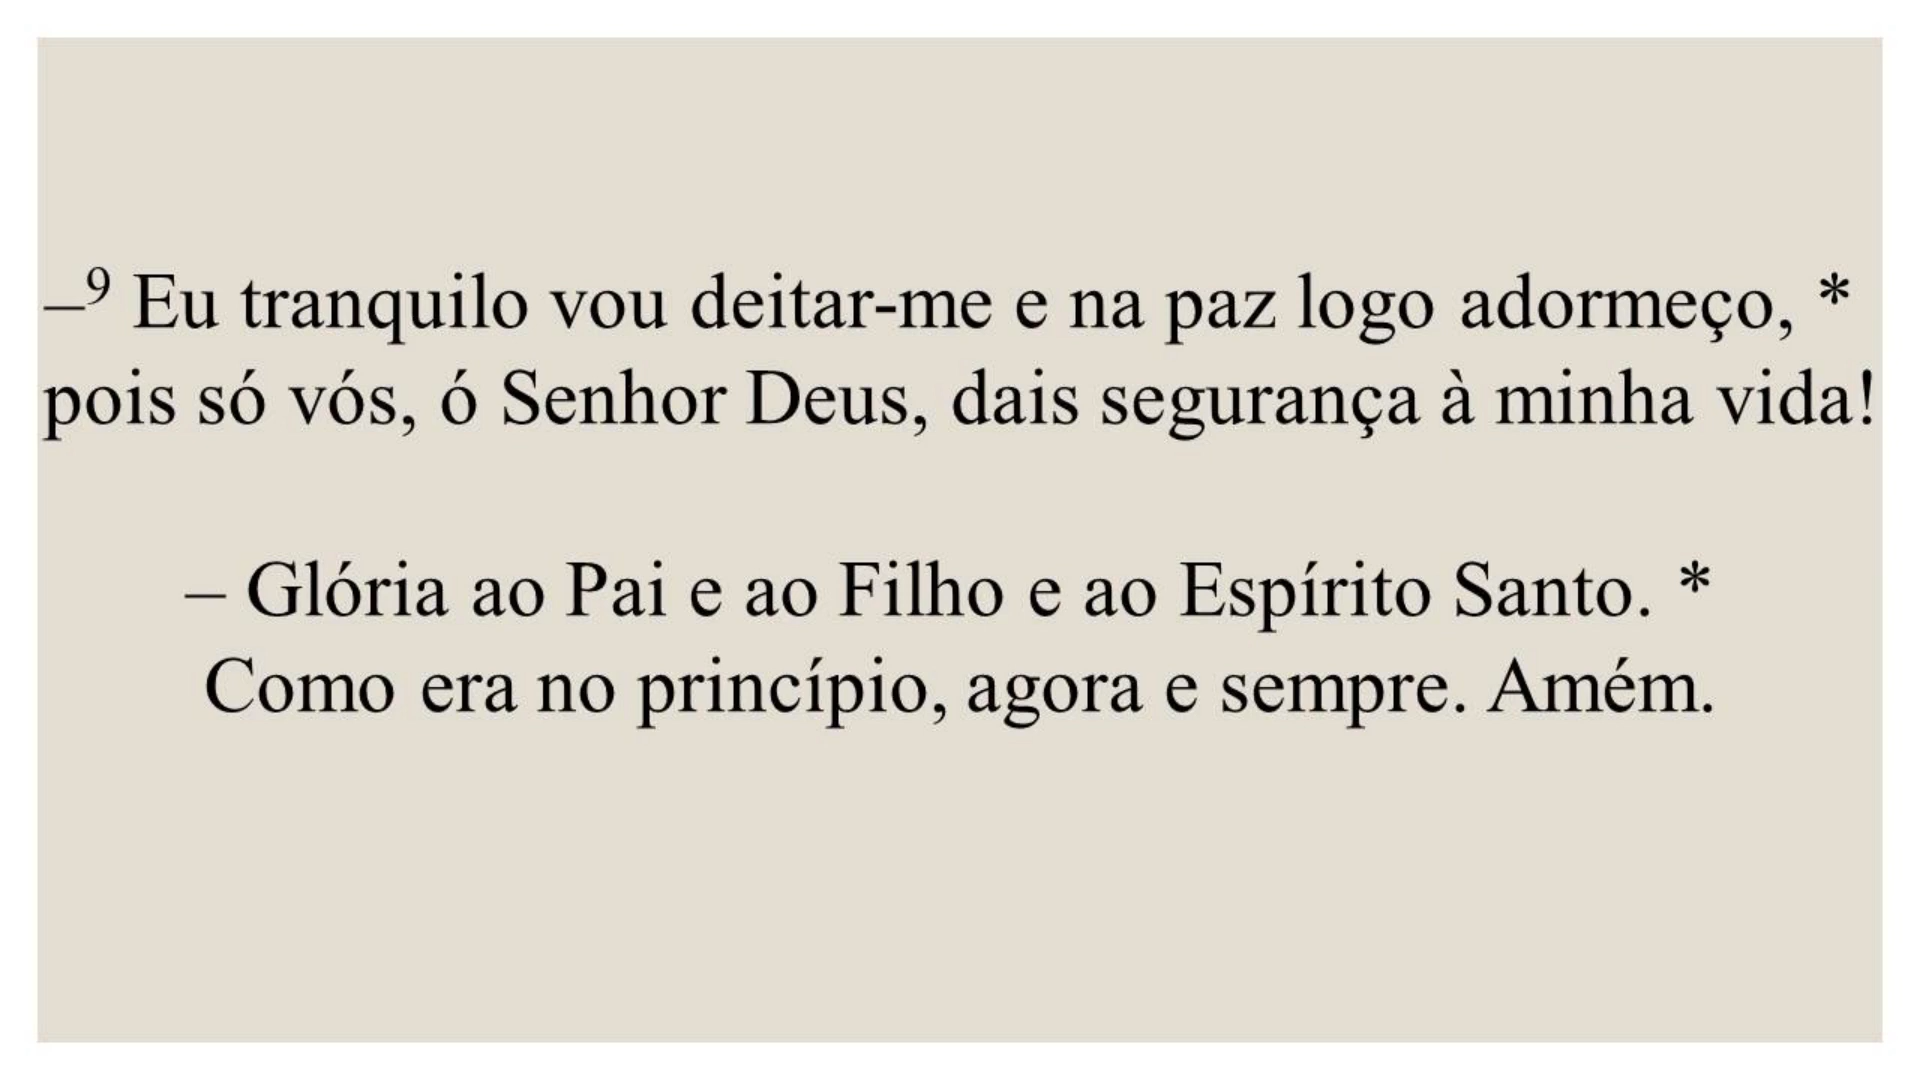 –⁹ Eu tranquilo vou deitar-me e na paz logo adormeço, *
pois só vós, ó Senhor Deus, dais segurança à minha vida!
– Glória ao Pai e ao Filho e ao Espírito Santo. *
Como era no princípio, agora e sempre. Amém.